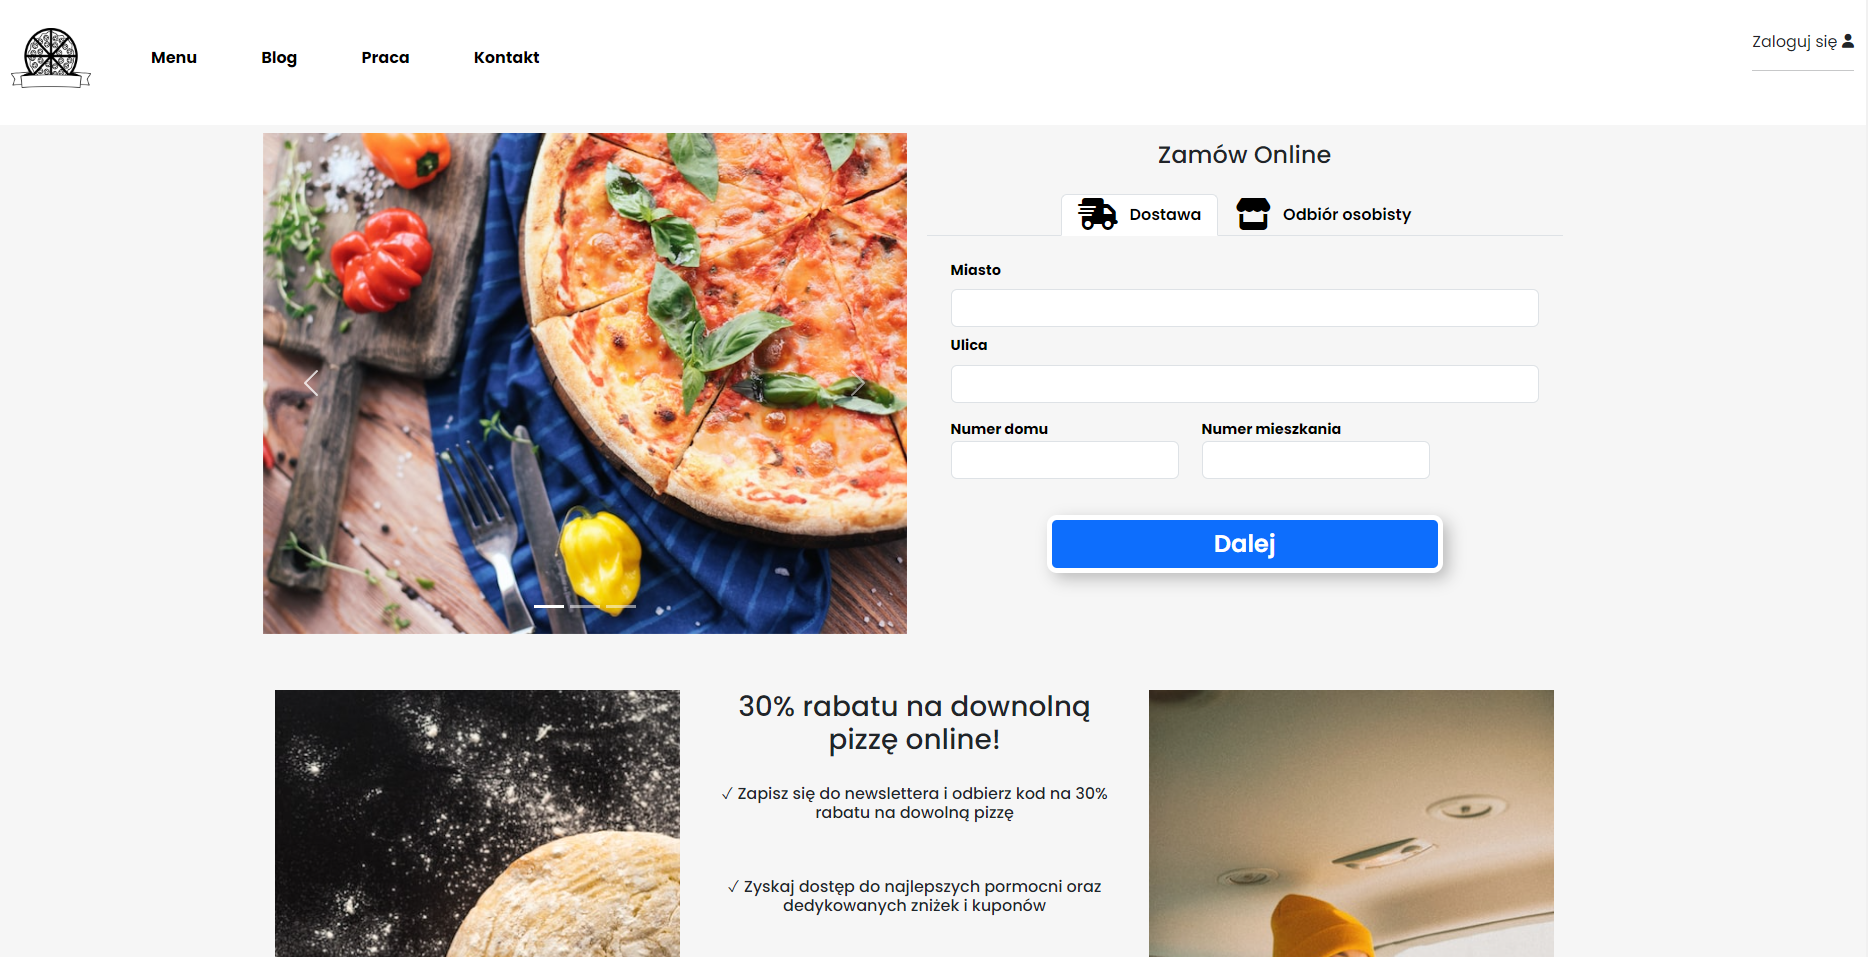 Menu
Blog
Praca
Kontakt
Zaloguj się
Zamów Online
Dostawa
Odbiór osobisty
Miasto
Ulica
Numer domu
Numer mieszkania
Dalej
30% rabatu na downolną
pizzę online!
✓ Zapisz się do newslettera i odbierz kod na 30%
rabatu na dowolną pizzę
✓ Zyskaj dostęp do najlepszych pormocni oraz
dedykowanych zniżek i kuponów